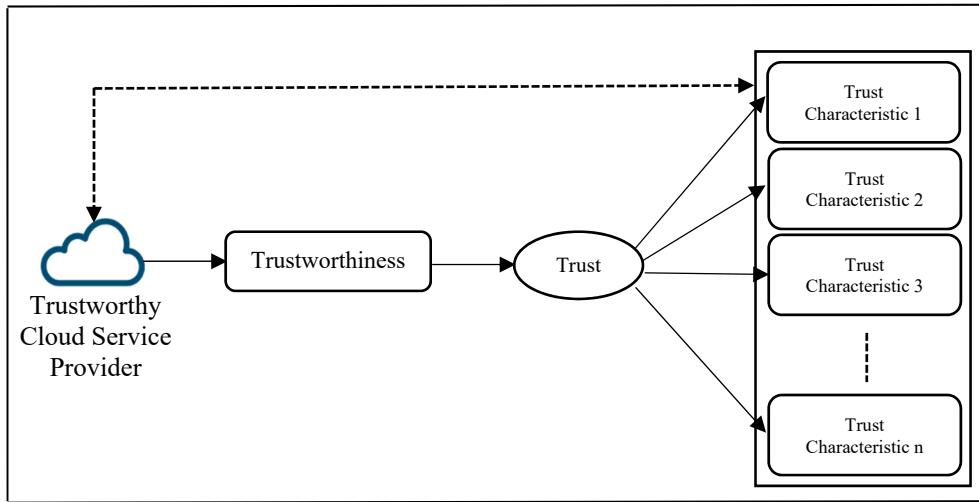 Trustworthy
Cloud Service
Provider
Trustworthiness
Trust
Trust
Characteristic 1
Trust
Characteristic 2
Trust
Characteristic 3
Trust
Characteristic n